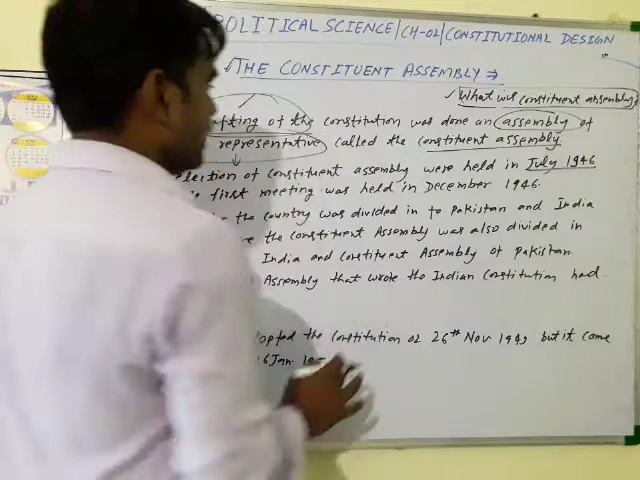 POLITICAL SCIENCE/CH-02/CONSTITUTIONAL DESIGN
THE CONSTITUENT ASSEMBLY ⇒
What was constituent assembly?
of the constitution was done an assembly of
representative called the constituent assembly.
election of constituent assembly were held in July 1946
first meeting was held in December 1946.
the country was divided in to Pakistan and India
the Constituent Assembly was also divided in
India and constituent Assembly of Pakistan.
Assembly that wrote the Indian Constitution had
the constitution on 26th Nov 1949 but it come
Jan